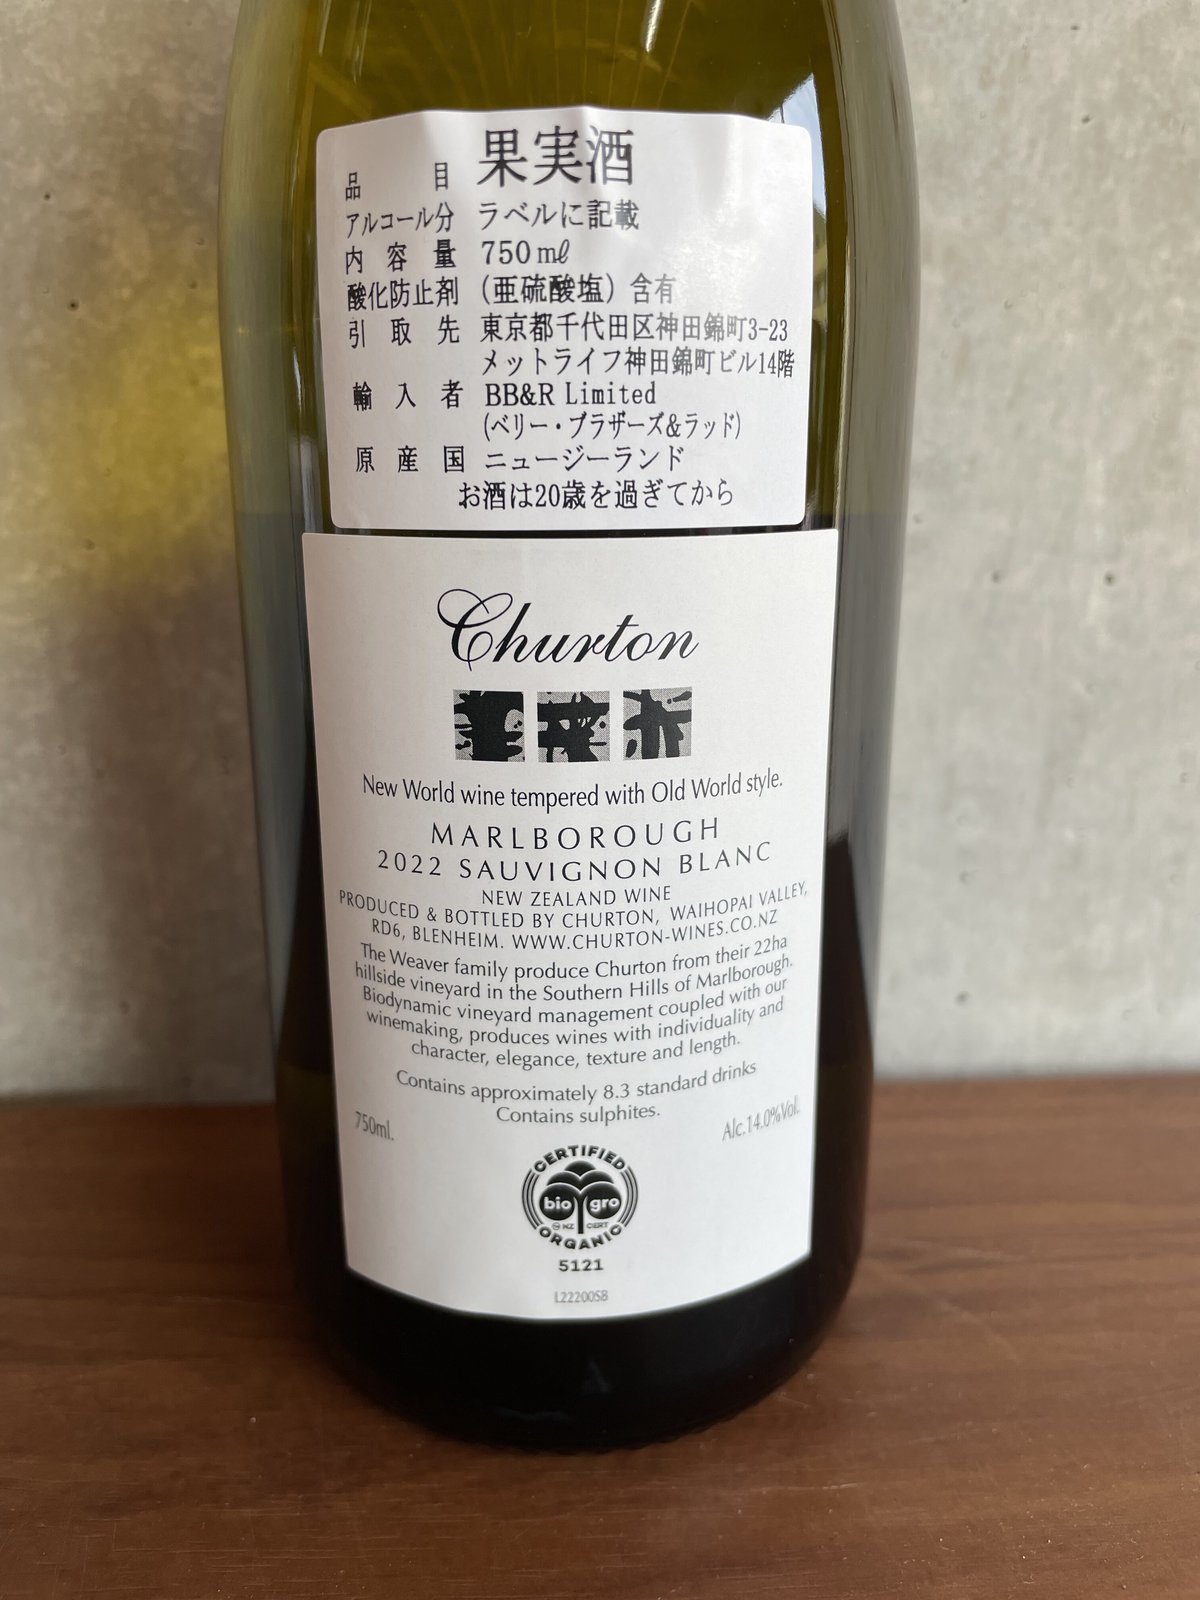 品目 果実酒
アルコール分 ラベルに記載
内容量 750mℓ
酸化防止剤 (亜硫酸塩) 含有
引取先 東京都千代田区神田錦町3-23
メットライフ神田錦町ビル14階
輸入者 BB&R Limited
(ベリー・ブラザーズ&ラッド)
原産国 ニュージーランド
お酒は20歳を過ぎてから
Churton
New World wine tempered with Old World style.
MARLBOROUGH
2022 SAUVIGNON BLANC
NEW ZEALAND WINE
PRODUCED & BOTTLED BY CHURTON, WAIHOPAI VALLEY,
RD6, BLENHEIM. WWW.CHURTON-WINES.CO.NZ
The Weaver family produce Churton from their 22ha
hillside vineyard in the Southern Hills of Marlborough.
Biodynamic vineyard management coupled with our
winemaking, produces wines with individuality and
character, elegance, texture and length.
Contains approximately 8.3 standard drinks
Contains sulphites.
750ml. Alc.14.0%Vol.
CERTIFIED
bio gro
NZ CERT
ORGANIC
5121
L22200SB